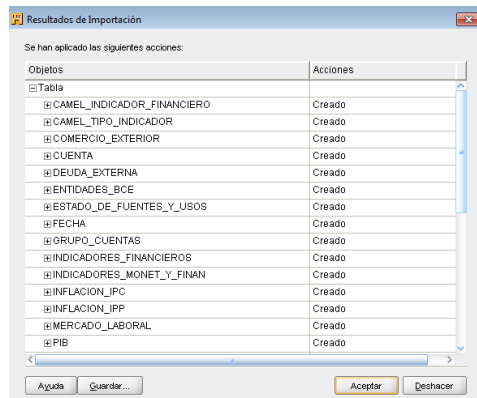 Resultados de Importación
Se han aplicado las siguientes acciones:
Objetos Acciones
Tabla
CAMEL_INDICADOR_FINANCIERO Creado
CAMEL_TIPO_INDICADOR Creado
COMERCIO_EXTERIOR Creado
CUENTA Creado
DEUDA_EXTERNA Creado
ENTIDADES_BCE Creado
ESTADO_DE_FUENTES_Y_USOS Creado
FECHA Creado
GRUPO_CUENTAS Creado
INDICADORES_FINANCIEROS Creado
INDICADORES_MONET_Y_FINAN Creado
INFLACION_IPC Creado
INFLACION_IPP Creado
MERCADO_LABORAL Creado
PIB Creado
Ayuda Guardar... Aceptar Deshacer